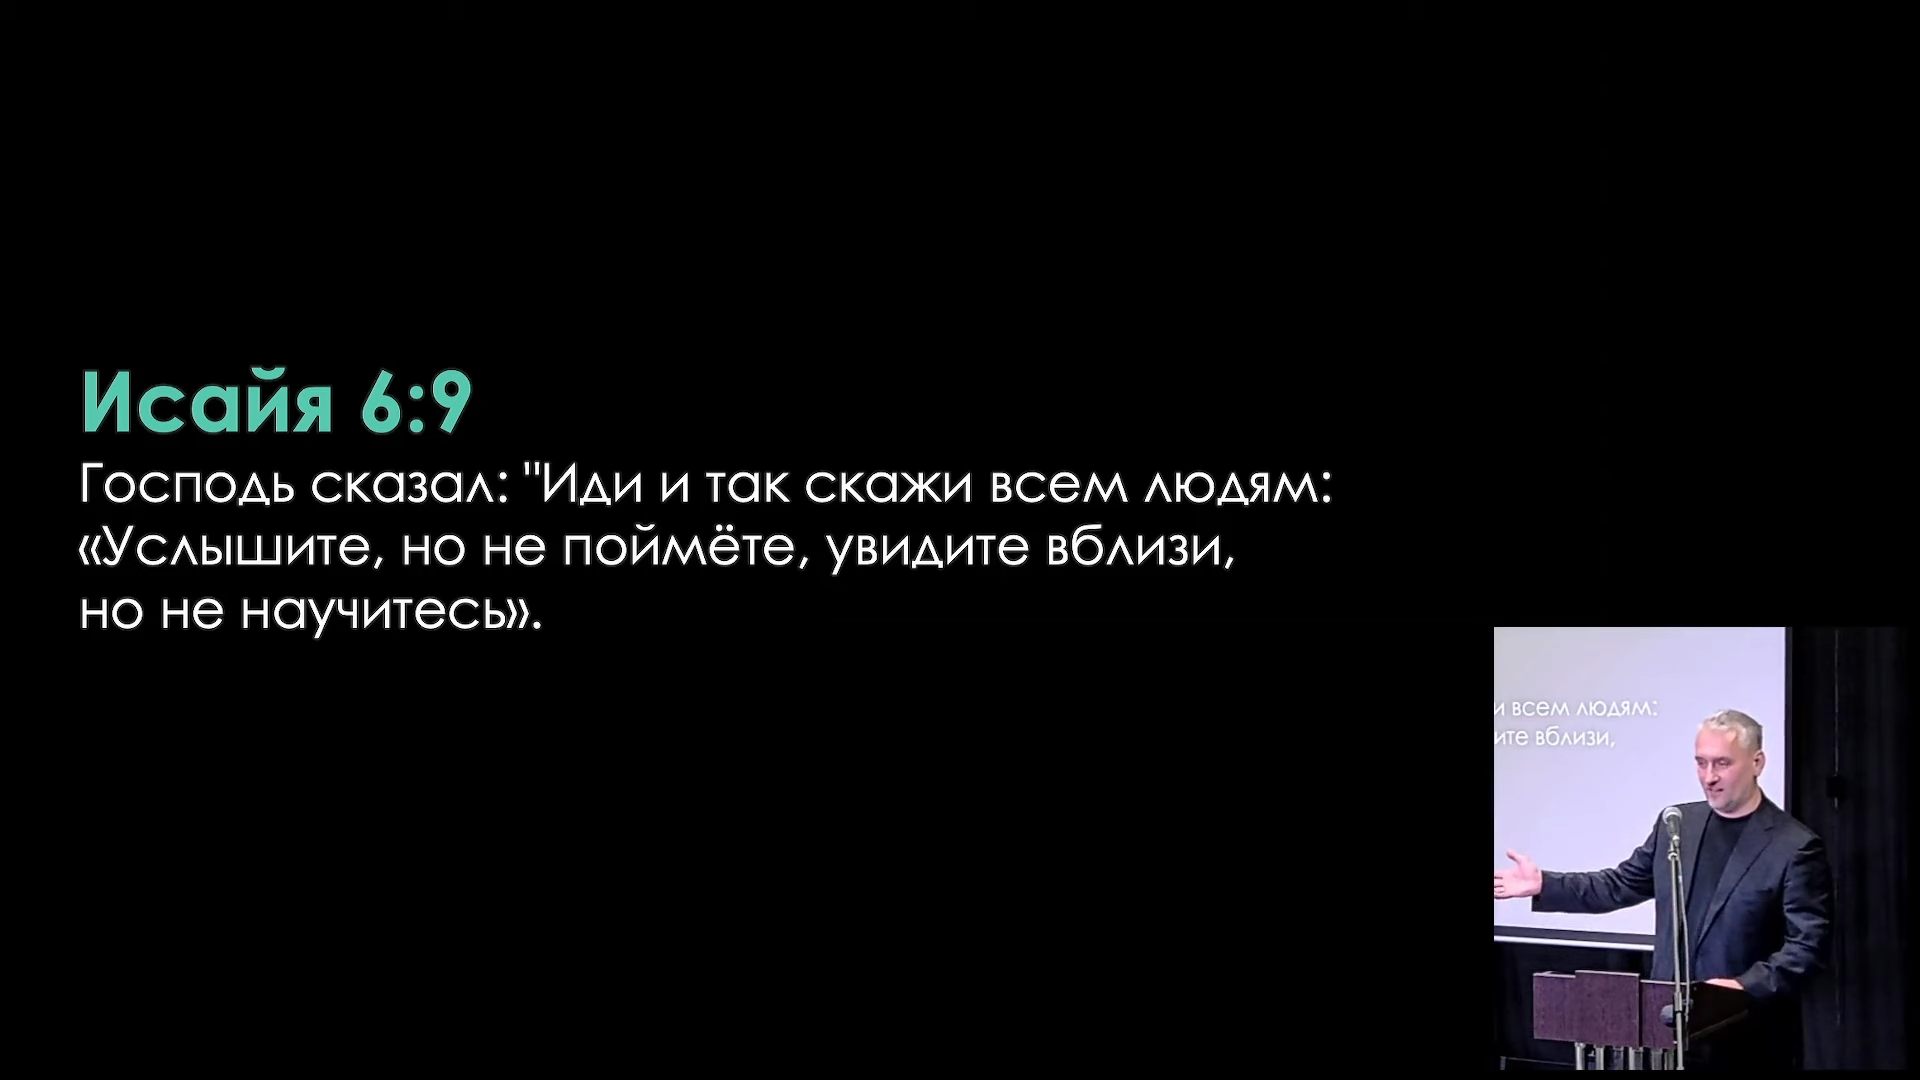 Исайя 6:9
Господь сказал: "Иди и так скажи всем людям:
«Услышите, но не поймёте, увидите вблизи,
но не научитесь».
и всем людям:
ите вблизи,